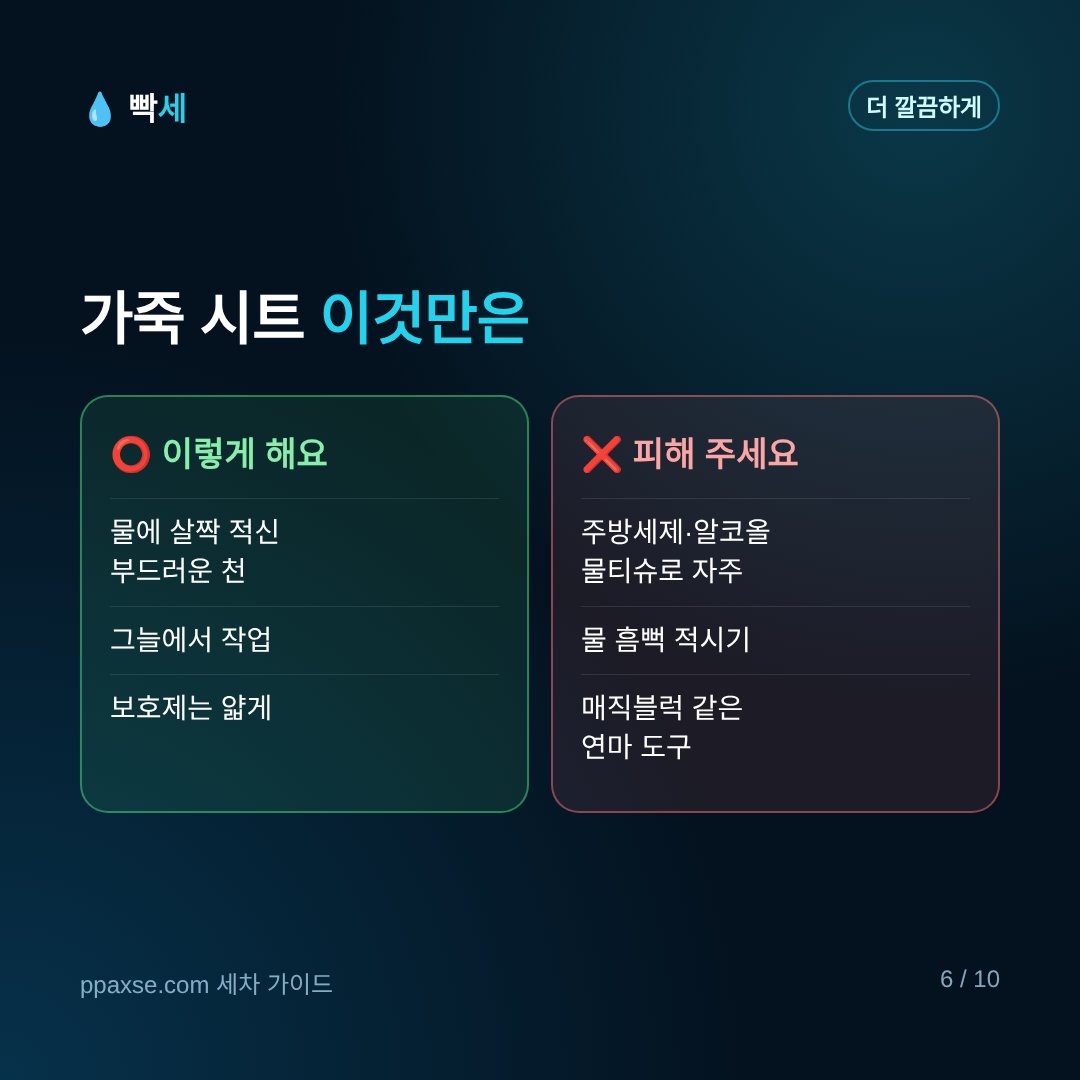 빡세
더 깔끔하게
가죽 시트 이것만은
⭕ 이렇게 해요
물에 살짝 적신
부드러운 천
그늘에서 작업
보호제는 얇게
❌ 피해 주세요
주방세제·알코올
물티슈로 자주
물 흠뻑 적시기
매직블럭 같은
연마 도구
ppaxse.com 세차 가이드
6 / 10